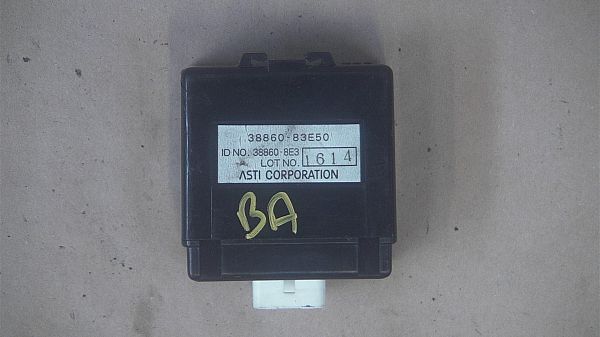 38860-83E50
ID NO. 38860-8E3
LOT NO. 1614
ASTI CORPORATION
BA